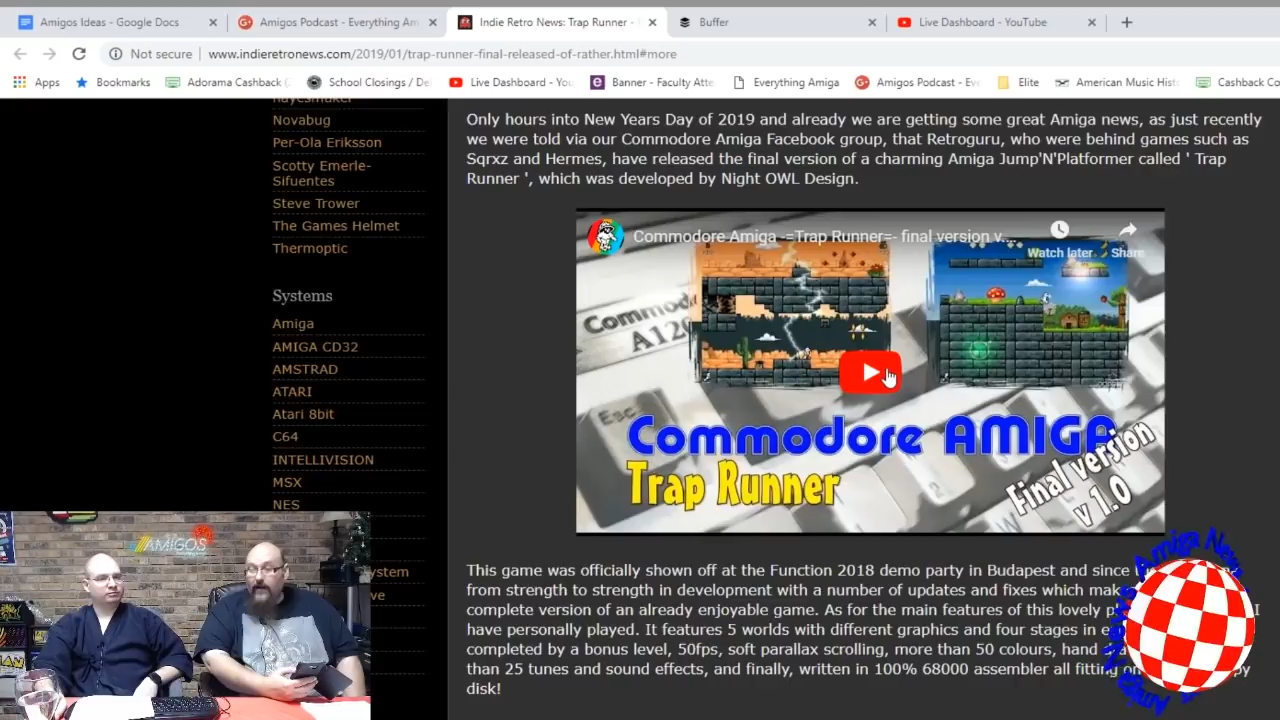 Amigos Ideas - Google Docs
Amigos Podcast - Everything Am
Indie Retro News: Trap Runner -
Buffer
Live Dashboard - YouTube
Not secure
www.indieretronews.com/2019/01/trap-runner-final-released-of-rather.html#more
Apps
Bookmarks
Adorama Cashback (
School Closings / De
Live Dashboard - You
Banner - Faculty Atte
Everything Amiga
Amigos Podcast - Eve
Elite
American Music Hist
Cashback Co
hayesmaker
Novabug
Per-Ola Eriksson
Scotty Emerle-
Sifuentes
Steve Trower
The Games Helmet
Thermoptic
Systems
Amiga
AMIGA CD32
AMSTRAD
ATARI
Atari 8bit
C64
INTELLIVISION
MSX
NES
ystem
ve
Only hours into New Years Day of 2019 and already we are getting some great Amiga news, as just recently
we were told via our Commodore Amiga Facebook group, that Retroguru, who were behind games such as
Sqrxz and Hermes, have released the final version of a charming Amiga Jump'N'Platformer called ' Trap
Runner ', which was developed by Night OWL Design.
Commodore Amiga -=Trap Runner=- final version v....
Watch later
Share
Commod
A120
Esc
Commodore AMIGA
Trap Runner
Final version
v 1.0
This game was officially shown off at the Function 2018 demo party in Budapest and since
from strength to strength in development with a number of updates and fixes which mak
complete version of an already enjoyable game. As for the main features of this lovely p I
have personally played. It features 5 worlds with different graphics and four stages in e
completed by a bonus level, 50fps, soft parallax scrolling, more than 50 colours, hand
than 25 tunes and sound effects, and finally, written in 100% 68000 assembler all fitting on py
disk!
AMIGOS
Amiga News
Amiga News